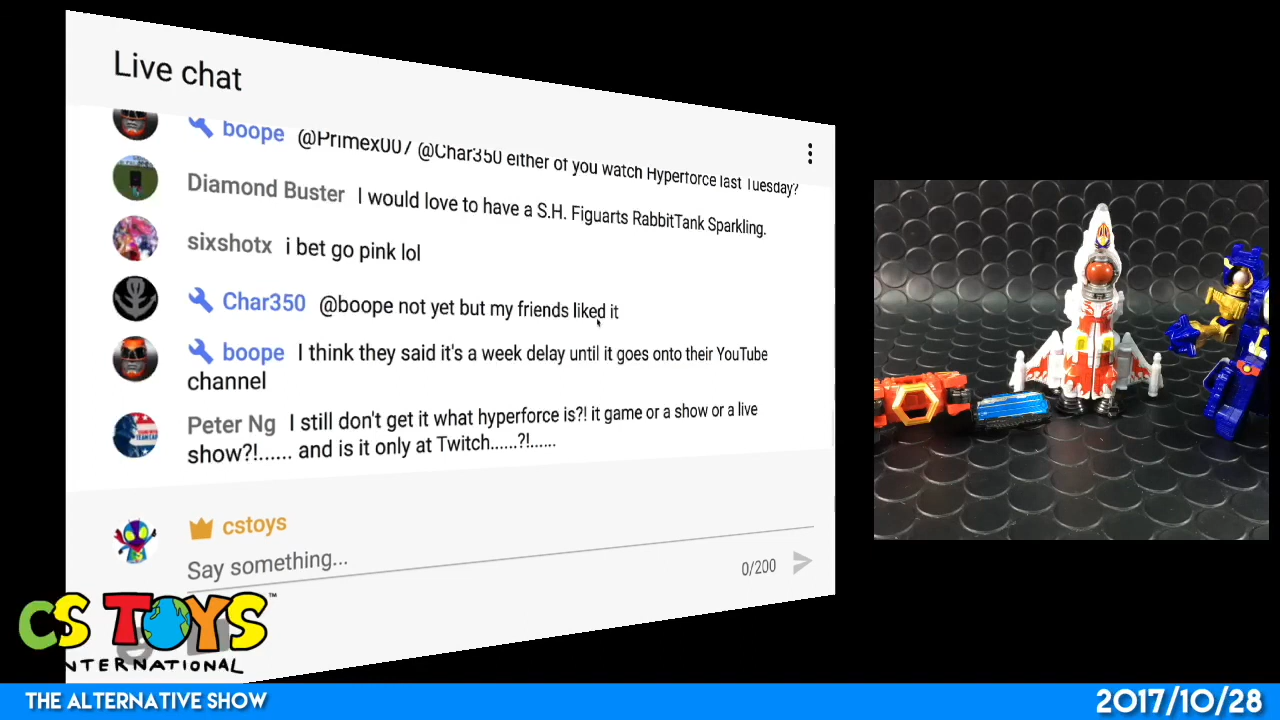 Live chat
boope @Primex007 @Char350 either of you watch Hyperforce last Tuesday?
Diamond Buster I would love to have a S.H. Figuarts RabbitTank Sparkling.
sixshotx i bet go pink lol
Char350 @boope not yet but my friends liked it
boope I think they said it's a week delay until it goes onto their YouTube
channel
Peter Ng I still don't get it what hyperforce is?! it game or a show or a live
show?!...... and is it only at Twitch......?!......
cstoys
Say something...
0/200
CS TOYS™
INTERNATIONAL
THE ALTERNATIVE SHOW
2017/10/28